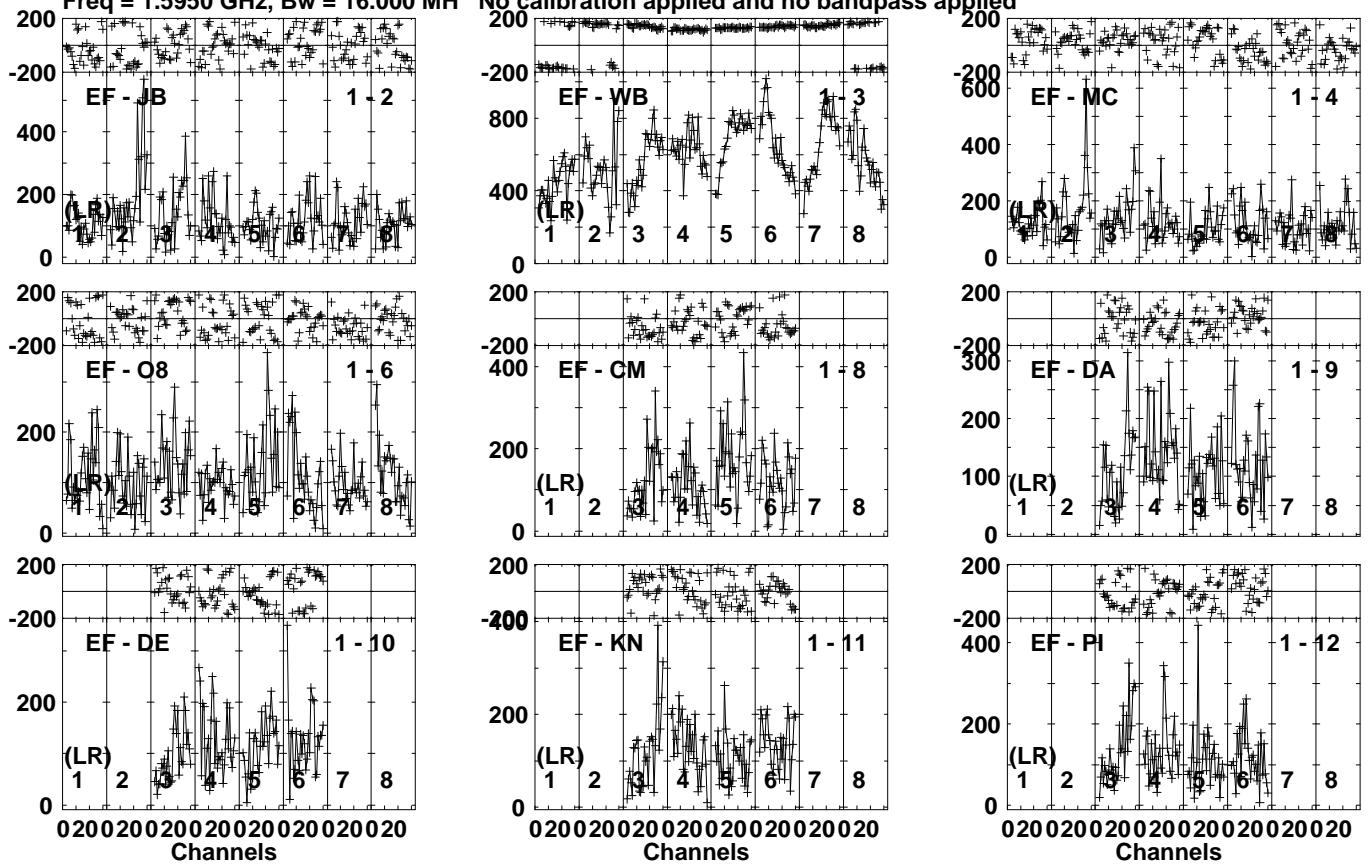 Freq = 1.5950 GHz, Bw = 16.000 MH No calibration applied and no bandpass applied
200
-200
EF - JB 1 - 2
400
200
0
(LR)
1 2 3 4 5 6 7 8
200
-200
EF - WB 1 - 3
800
400
0
(LR)
1 2 3 4 5 6 7 8
200
-200
EF - MC 1 - 4
600
400
200
0
(LR)
1 2 3 4 5 6 7 8
200
-200
EF - O8 1 - 6
200
0
(LR)
1 2 3 4 5 6 7 8
200
-200
EF - CM 1 - 8
400
200
0
(LR)
1 2 3 4 5 6 7 8
200
-200
EF - DA 1 - 9
300
200
100
0
(LR)
1 2 3 4 5 6 7 8
200
-200
EF - DE 1 - 10
200
0
(LR)
1 2 3 4 5 6 7 8
0 20 0 20 0 20 0 20 0 20 0 20 0 20 0 20
Channels
200
-200
EF - KN 1 - 11
400
200
0
(LR)
1 2 3 4 5 6 7 8
0 20 0 20 0 20 0 20 0 20 0 20 0 20 0 20
Channels
200
-200
EF - PI 1 - 12
400
200
0
(LR)
1 2 3 4 5 6 7 8
0 20 0 20 0 20 0 20 0 20 0 20 0 20 0 20
Channels